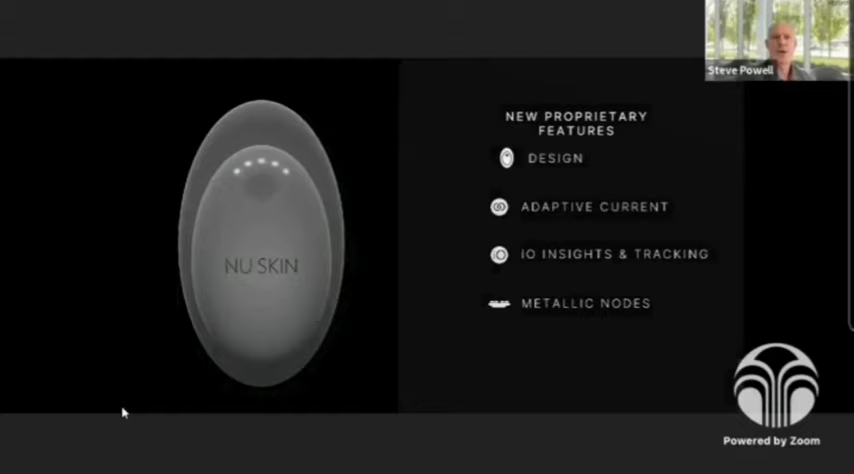 Steve Powell
NEW PROPRIETARY
FEATURES
DESIGN
ADAPTIVE CURRENT
IO INSIGHTS & TRACKING
METALLIC NODES
NU SKIN
Powered by Zoom